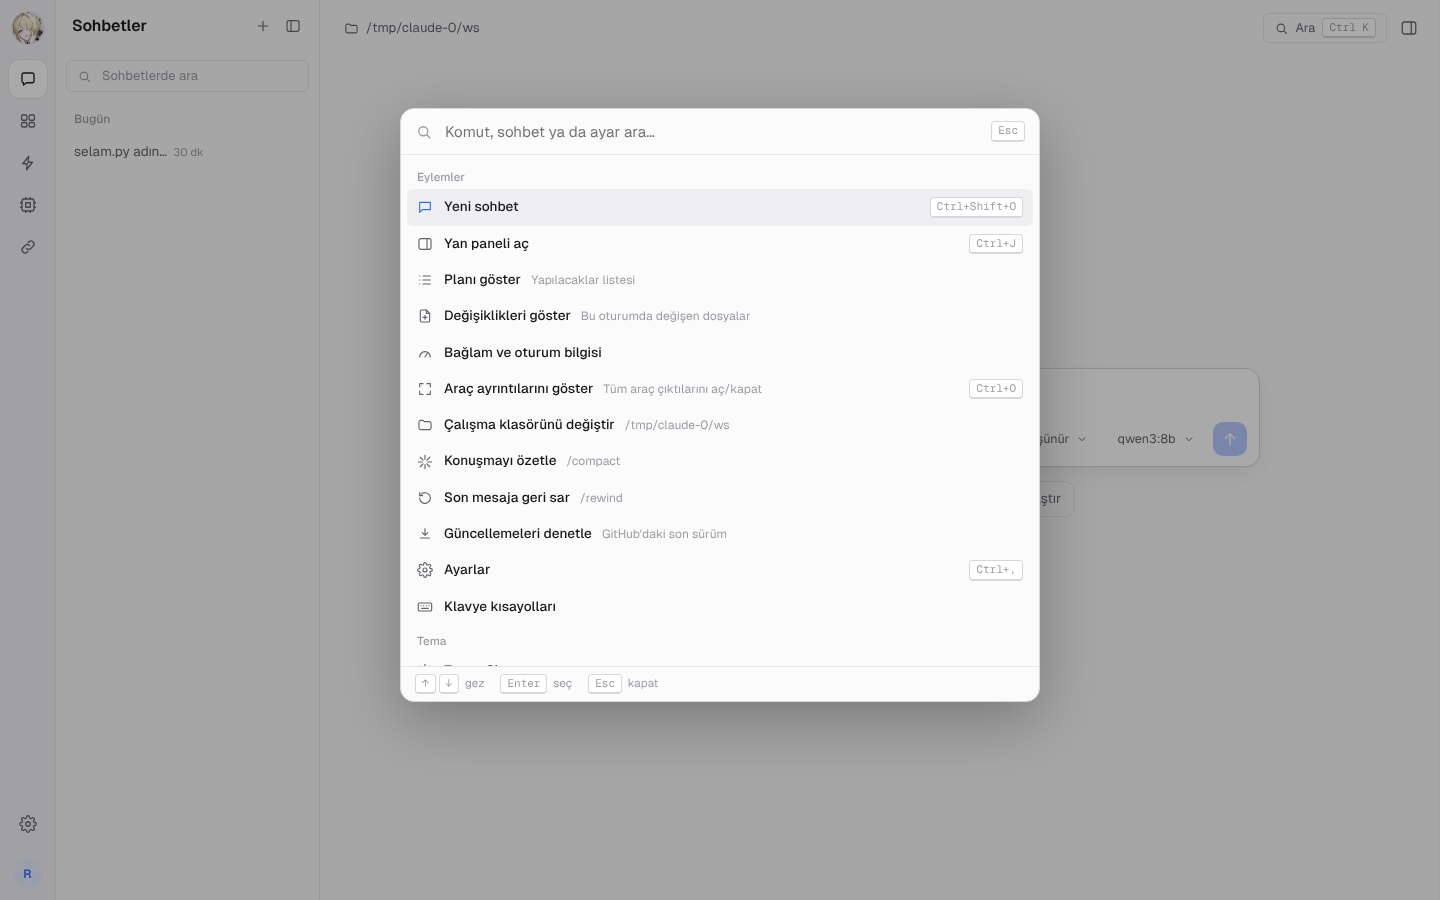 Sohbetler
Sohbetlerde ara
Bugün
selam.py adın... 30 dk
R
/tmp/claude-0/ws
Ara Ctrl K
Komut, sohbet ya da ayar ara... Esc
Eylemler
Yeni sohbet Ctrl+Shift+O
Yan paneli aç Ctrl+J
Planı göster Yapılacaklar listesi
Değişiklikleri göster Bu oturumda değişen dosyalar
Bağlam ve oturum bilgisi
Araç ayrıntılarını göster Tüm araç çıktılarını aç/kapat Ctrl+O
Çalışma klasörünü değiştir /tmp/claude-0/ws
Konuşmayı özetle /compact
Son mesaja geri sar /rewind
Güncellemeleri denetle GitHub'daki son sürüm
Ayarlar Ctrl+,
Klavye kısayolları
Tema
↑ ↓ gez Enter seç Esc kapat
qwen3:8b